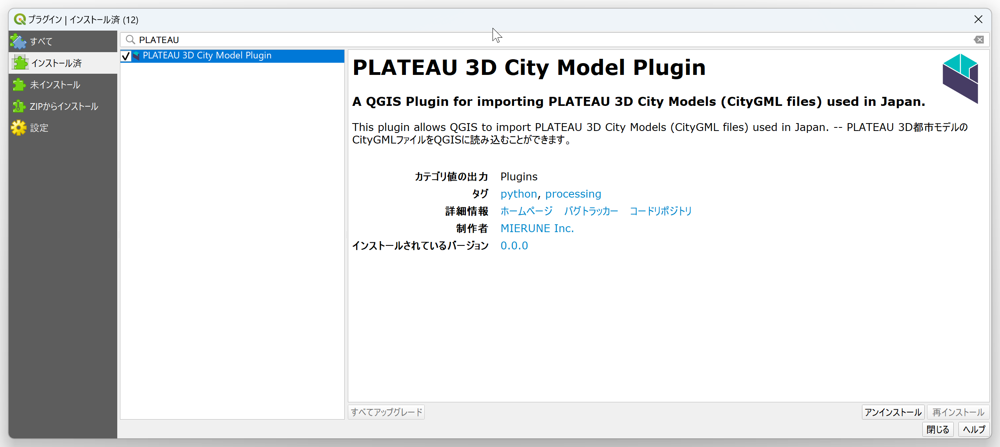 プラグイン | インストール済 (12)
すべて
インストール済
未インストール
ZIPからインストール
設定
PLATEAU
PLATEAU 3D City Model Plugin
PLATEAU 3D City Model Plugin
A QGIS Plugin for importing PLATEAU 3D City Models (CityGML files) used in Japan.
This plugin allows QGIS to import PLATEAU 3D City Models (CityGML files) used in Japan. -- PLATEAU 3D都市モデルの
CityGMLファイルをQGISに読み込むことができます。
カテゴリ値の出力 Plugins
タグ python, processing
詳細情報 ホームページ バグトラッカー コードリポジトリ
制作者 MIERUNE Inc.
インストールされているバージョン 0.0.0
すべてアップグレード
アンインストール 再インストール
閉じる ヘルプ